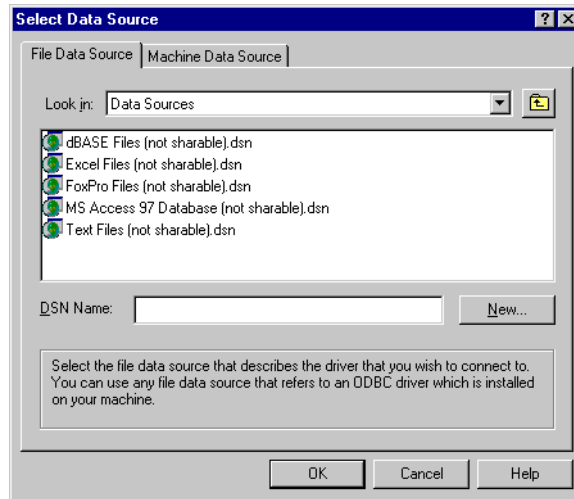 Select Data Source
File Data Source
Machine Data Source
Look in: Data Sources
dBASE Files (not sharable).dsn
Excel Files (not sharable).dsn
FoxPro Files (not sharable).dsn
MS Access 97 Database (not sharable).dsn
Text Files (not sharable).dsn
DSN Name:
New...
Select the file data source that describes the driver that you wish to connect to.
You can use any file data source that refers to an ODBC driver which is installed
on your machine.
OK
Cancel
Help